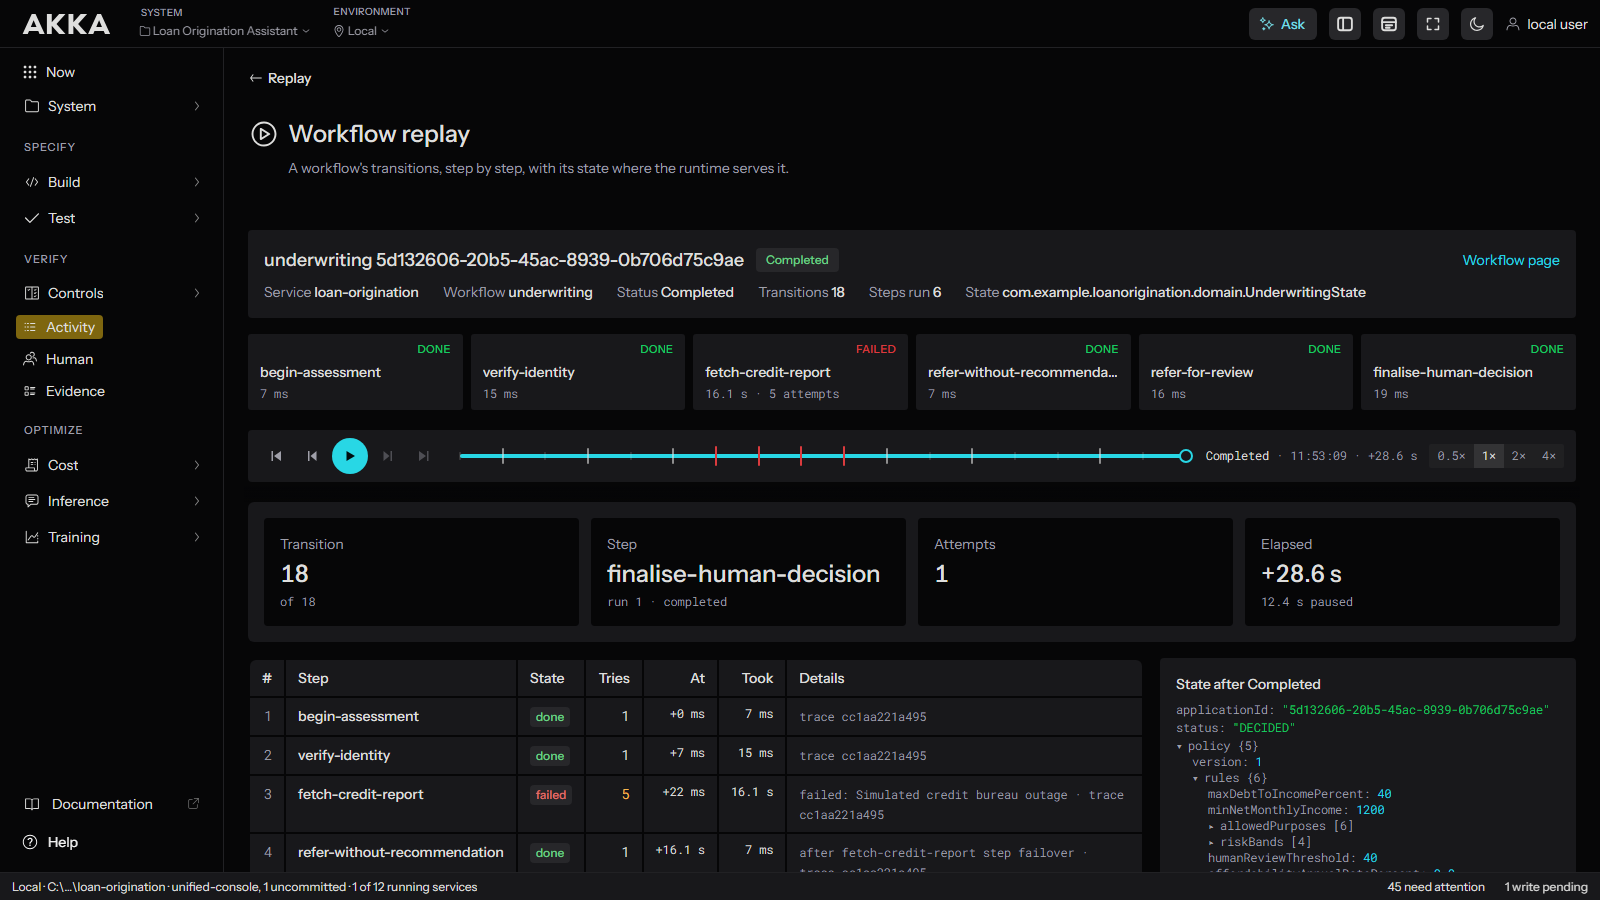 AKKA
SYSTEM
Loan Origination Assistant
ENVIRONMENT
Local
Ask
local user
Now
System
SPECIFY
Build
Test
VERIFY
Controls
Activity
Human
Evidence
OPTIMIZE
Cost
Inference
Training
Documentation
Help
← Replay
Workflow replay
A workflow's transitions, step by step, with its state where the runtime serves it.
underwriting 5d132606-20b5-45ac-8939-0b706d75c9ae Completed
Workflow page
Service loan-origination Workflow underwriting Status Completed Transitions 18 Steps run 6 State com.example.loanorigination.domain.UnderwritingState
DONE
begin-assessment
7 ms
DONE
verify-identity
15 ms
FAILED
fetch-credit-report
16.1 s · 5 attempts
DONE
refer-without-recommenda...
7 ms
DONE
refer-for-review
16 ms
DONE
finalise-human-decision
19 ms
Completed · 11:53:09 · +28.6 s 0.5× 1× 2× 4×
Transition
18
of 18
Step
finalise-human-decision
run 1 · completed
Attempts
1
Elapsed
+28.6 s
12.4 s paused
# Step State Tries At Took Details
1 begin-assessment done 1 +0 ms 7 ms trace cc1aa221a495
2 verify-identity done 1 +7 ms 15 ms trace cc1aa221a495
3 fetch-credit-report failed 5 +22 ms 16.1 s failed: Simulated credit bureau outage · trace
cc1aa221a495
4 refer-without-recommendation done 1 +16.1 s 7 ms after fetch-credit-report step failover ·
State after Completed
applicationId: "5d132606-20b5-45ac-8939-0b706d75c9ae"
status: "DECIDED"
▾ policy {5}
version: 1
▾ rules {6}
maxDebtToIncomePercent: 40
minNetMonthlyIncome: 1200
▸ allowedPurposes [6]
▸ riskBands [4]
humanReviewThreshold: 40
Local · C:\...\loan-origination · unified-console, 1 uncommitted · 1 of 12 running services
45 need attention
1 write pending